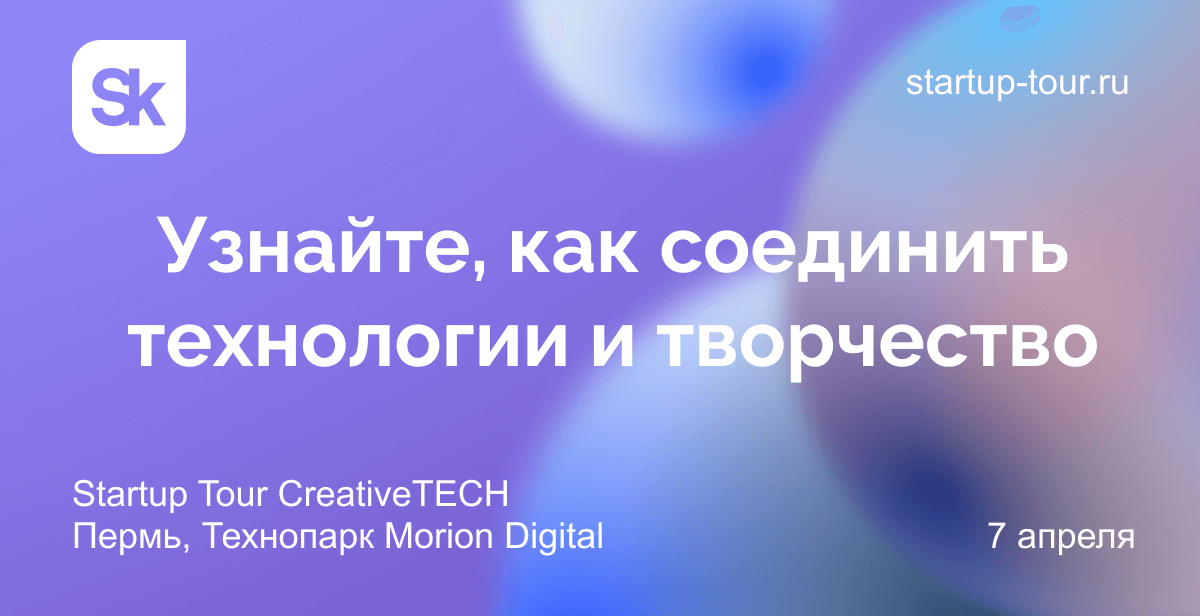 Sk
startup-tour.ru
Узнайте, как соединить
технологии и творчество
Startup Tour CreativeTECH
Пермь, Технопарк Morion Digital
7 апреля